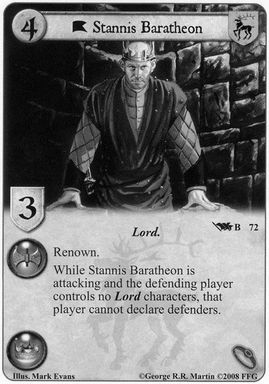 4 Stannis Baratheon
3
Lord.
B 72
Renown.
While Stannis Baratheon is
attacking and the defending player
controls no Lord characters, that
player cannot declare defenders.
Illus. Mark Evans ©George R.R. Martin ©2008 FFG